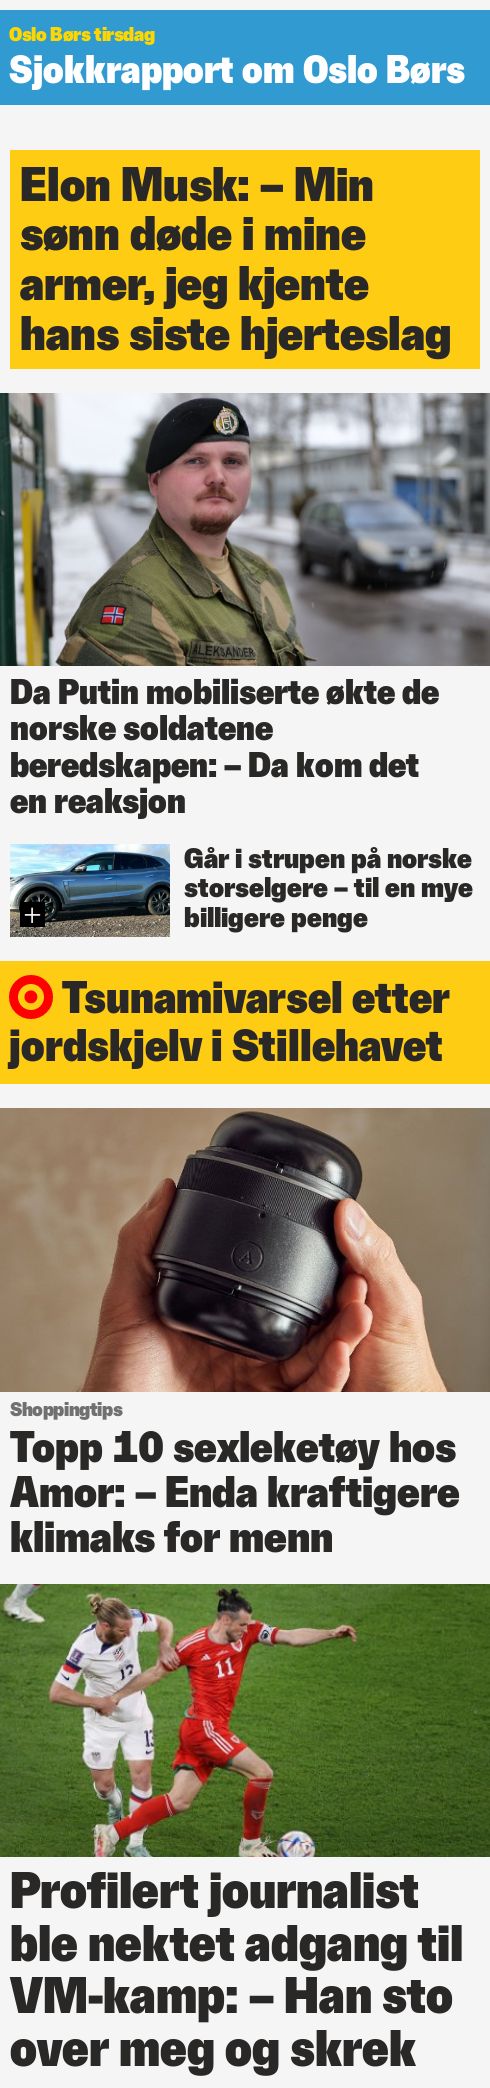 Oslo Børs tirsdag
Sjokkrapport om Oslo Børs
Elon Musk: – Min
sønn døde i mine
armer, jeg kjente
hans siste hjerteslag
ALEKSANDER
Da Putin mobiliserte økte de
norske soldatene
beredskapen: – Da kom det
en reaksjon
Går i strupen på norske
storselgere – til en mye
billigere penge
Tsunamivarsel etter
jordskjelv i Stillehavet
A
Shoppingtips
Topp 10 sexleketøy hos
Amor: – Enda kraftigere
klimaks for menn
13
11
13
Profilert journalist
ble nektet adgang til
VM-kamp: – Han sto
over meg og skrek